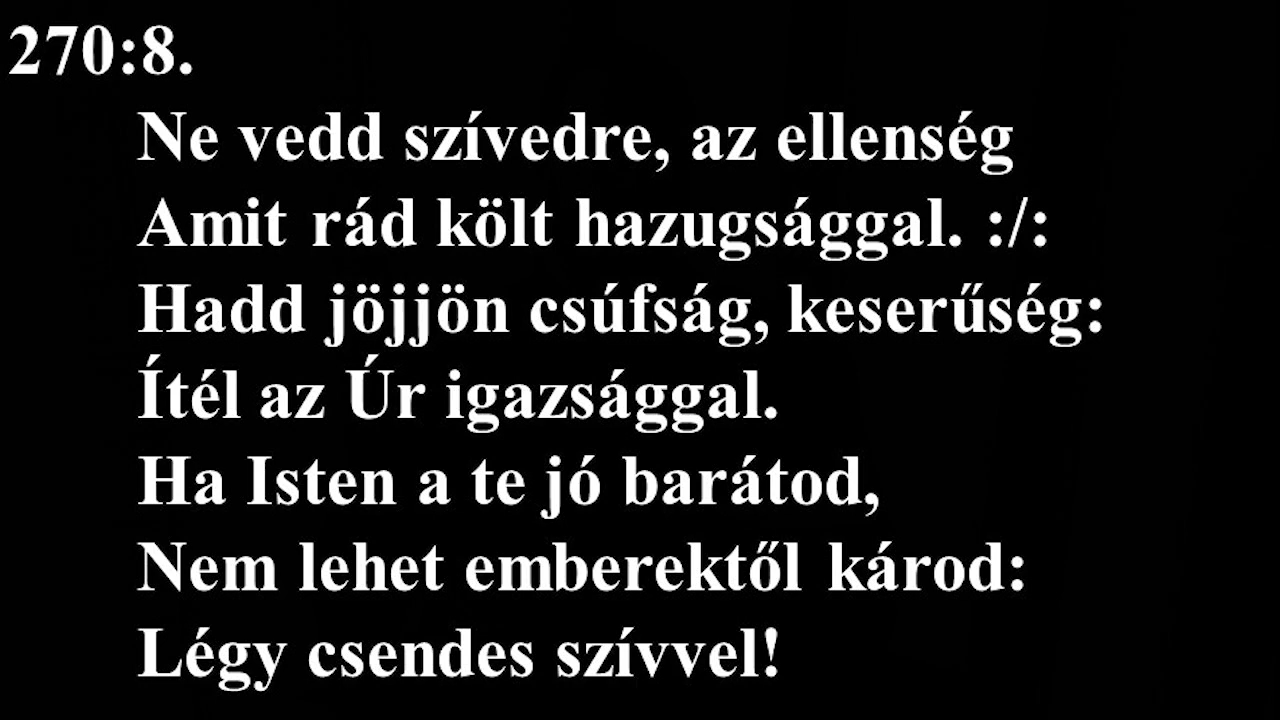 270:8.
Ne vedd szívedre, az ellenség
Amit rád költ hazugsággal. :/:
Hadd jöjjön csúfság, keserűség:
Ítél az Úr igazsággal.
Ha Isten a te jó barátod,
Nem lehet emberektől károd:
Légy csendes szívvel!